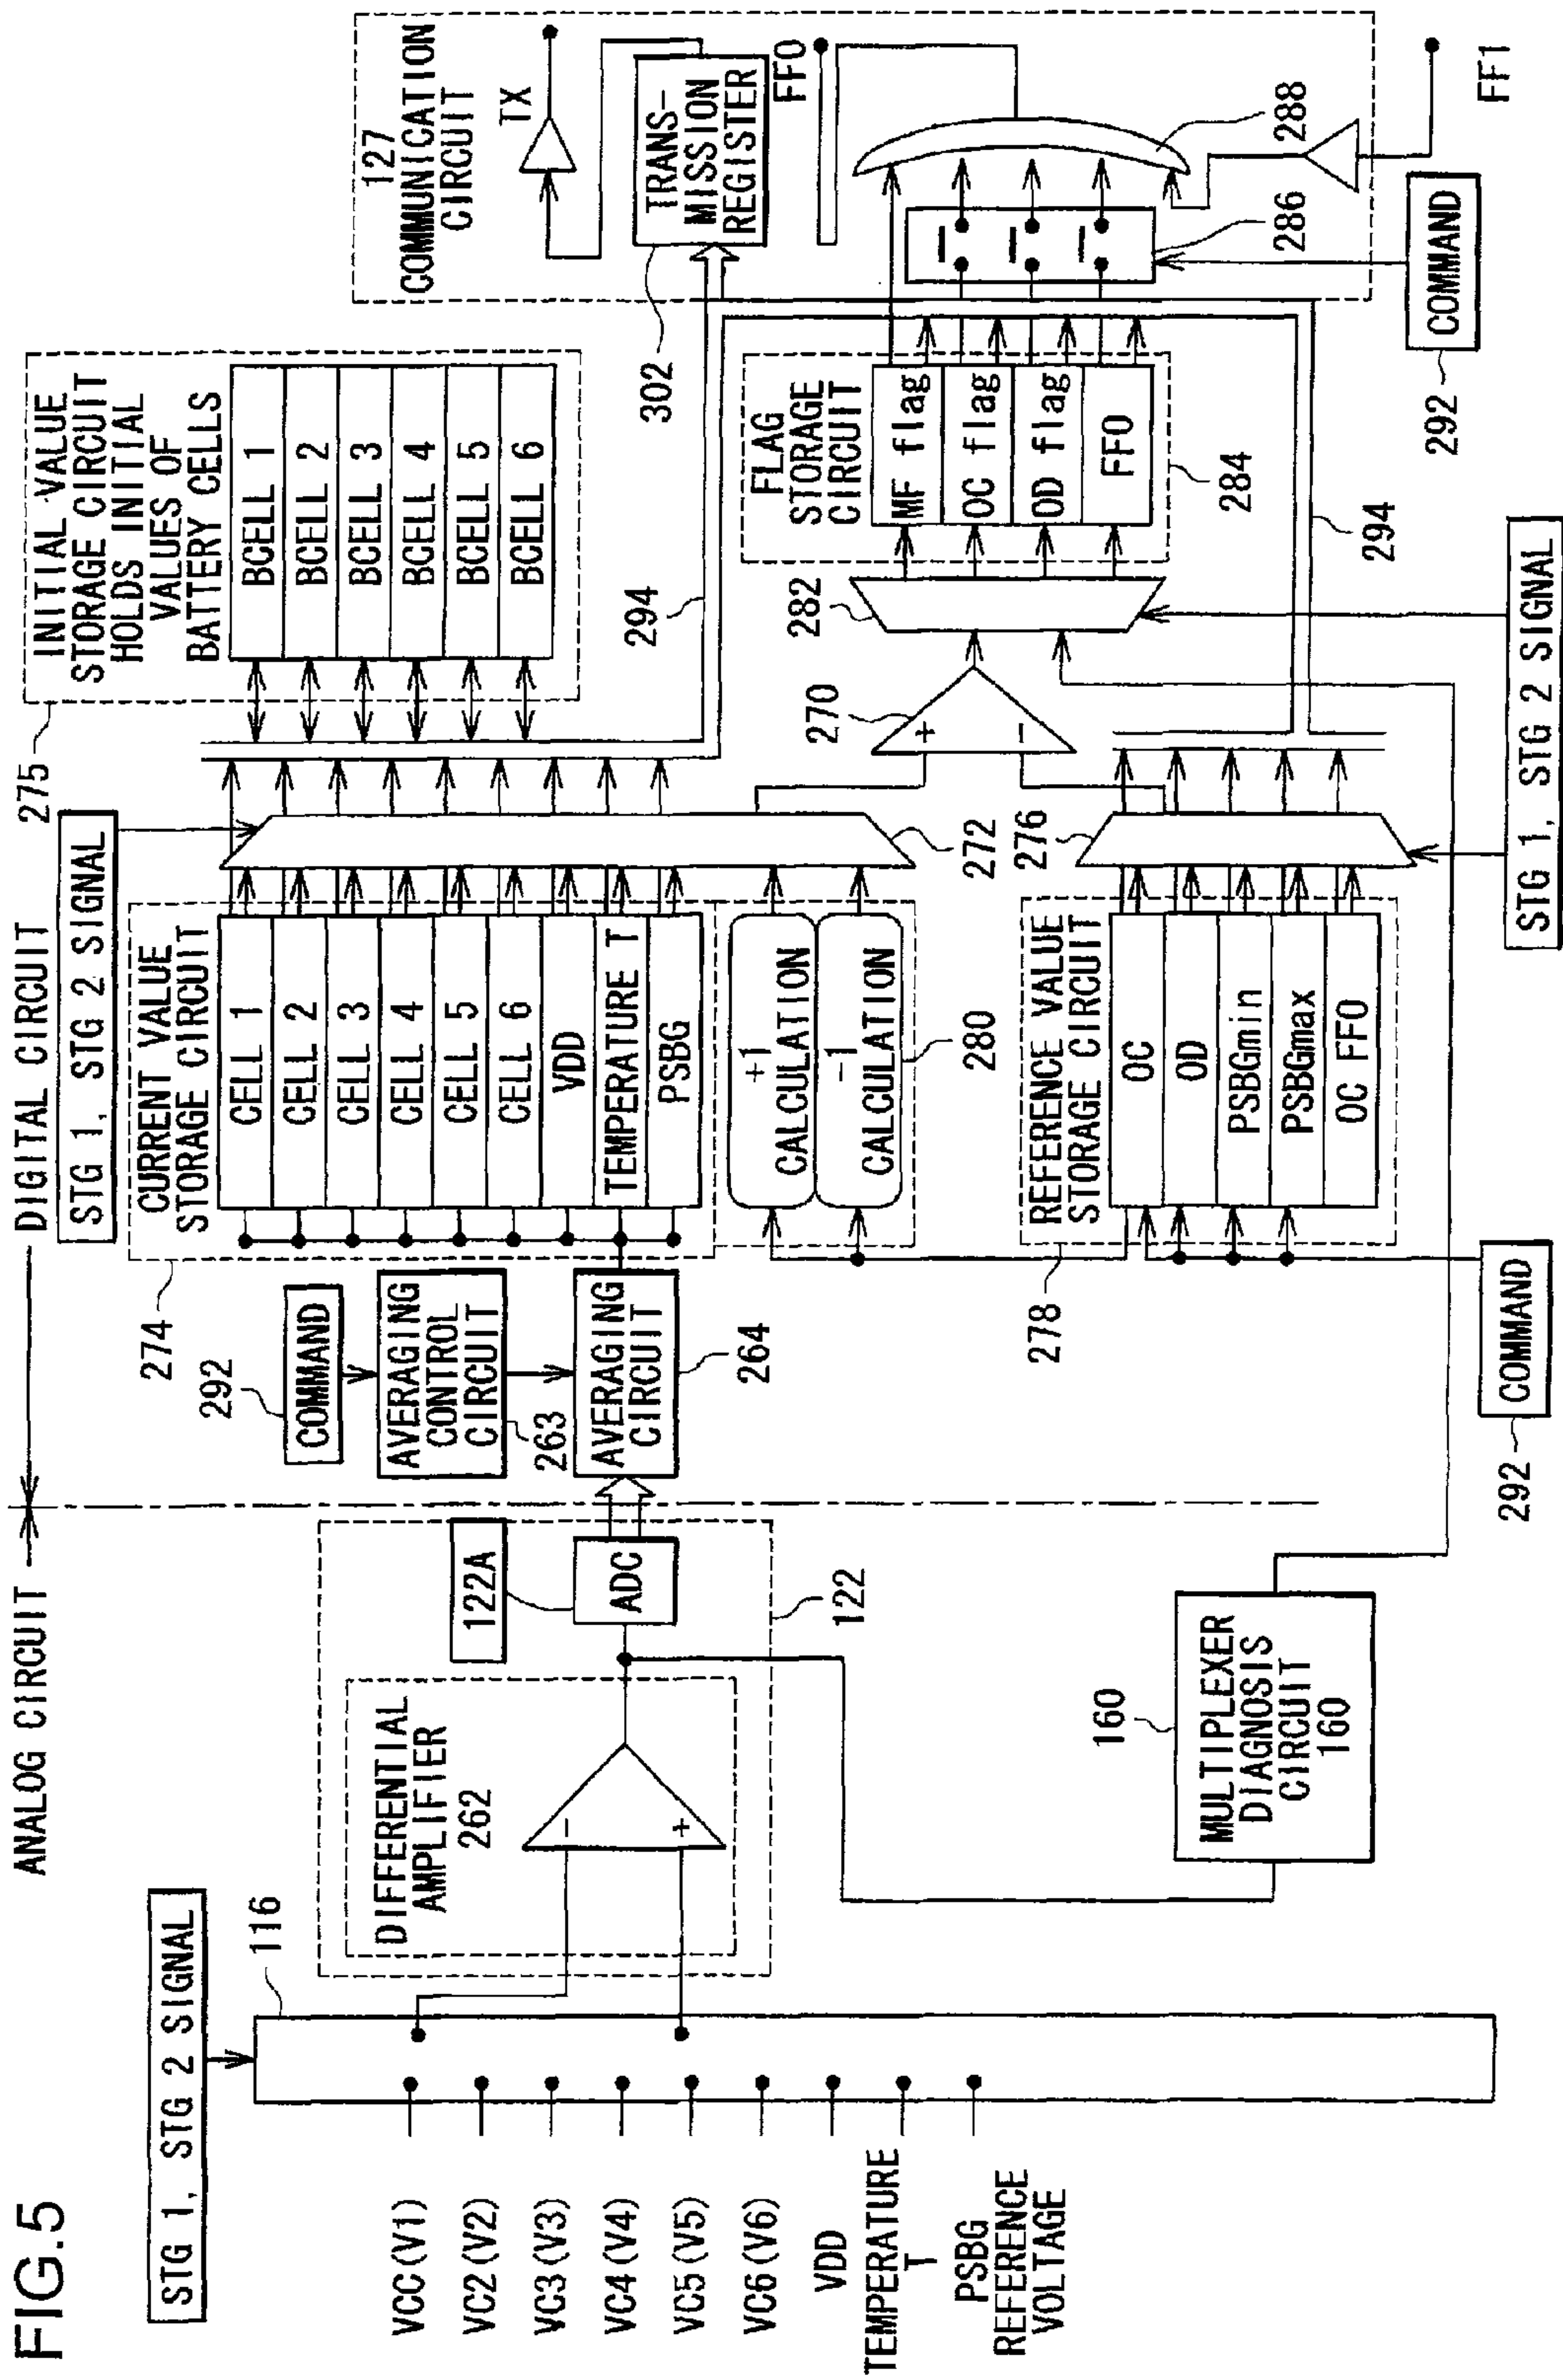 FIG.5
ANALOG CIRCUIT
DIGITAL CIRCUIT
STG 1, STG 2 SIGNAL
116
VCC(V1)
VC2(V2)
VC3(V3)
VC4(V4)
VC5(V5)
VC6(V6)
VDD
TEMPERATURE
T
PSBG
REFERENCE
VOLTAGE
DIFFERENTIAL
AMPLIFIER
262
−
+
122A
ADC
122
MULTIPLEXER
DIAGNOSIS
CIRCUIT
160
160
292
COMMAND
AVERAGING
CONTROL
CIRCUIT
263
AVERAGING
CIRCUIT
264
STG 1, STG 2 SIGNAL
274
CURRENT VALUE
STORAGE CIRCUIT
CELL 1
CELL 2
CELL 3
CELL 4
CELL 5
CELL 6
VDD
TEMPERATURE T
PSBG
272
+1
CALCULATION
−1
CALCULATION
280
278
REFERENCE VALUE
STORAGE CIRCUIT
OC
OD
PSBGmin
PSBGmax
OC FFO
276
292
COMMAND
STG 1, STG 2 SIGNAL
275
INITIAL VALUE
STORAGE CIRCUIT
HOLDS INITIAL
VALUES OF
BATTERY CELLS
BCELL 1
BCELL 2
BCELL 3
BCELL 4
BCELL 5
BCELL 6
294
270
+
−
282
FLAG
STORAGE
CIRCUIT
MF flag
OC flag
OD flag
FFO
284
294
127
COMMUNICATION
CIRCUIT
TX
TRANS-
MISSION
REGISTER
302
FFO
288
286
292
COMMAND
FF1